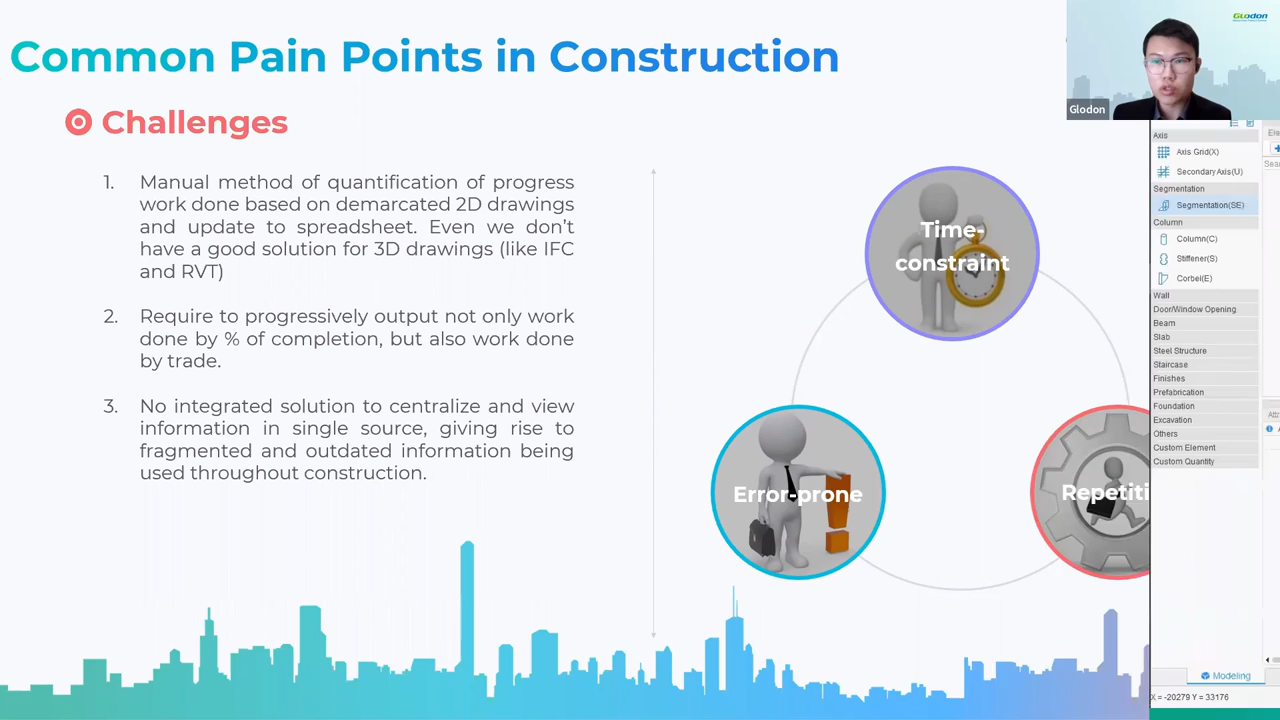 Common Pain Points in Construction
Challenges
1. Manual method of quantification of progress
work done based on demarcated 2D drawings
and update to spreadsheet. Even we don’t
have a good solution for 3D drawings (like IFC
and RVT)
2. Require to progressively output not only work
done by % of completion, but also work done
by trade.
3. No integrated solution to centralize and view
information in single source, giving rise to
fragmented and outdated information being
used throughout construction.
Time-
constraint
Error-prone
Repetiti
Glodon
Glodon
Axis
Axis Grid(X)
Secondary Axis(U)
Segmentation
Segmentation(SE)
Column
Column(C)
Stiffener(S)
Corbel(E)
Wall
Door/Window Opening
Beam
Slab
Steel Structure
Staircase
Finishes
Prefabrication
Foundation
Excavation
Others
Custom Element
Custom Quantity
Ele
Sea
Att
Modeling
X = -20279 Y = 33176